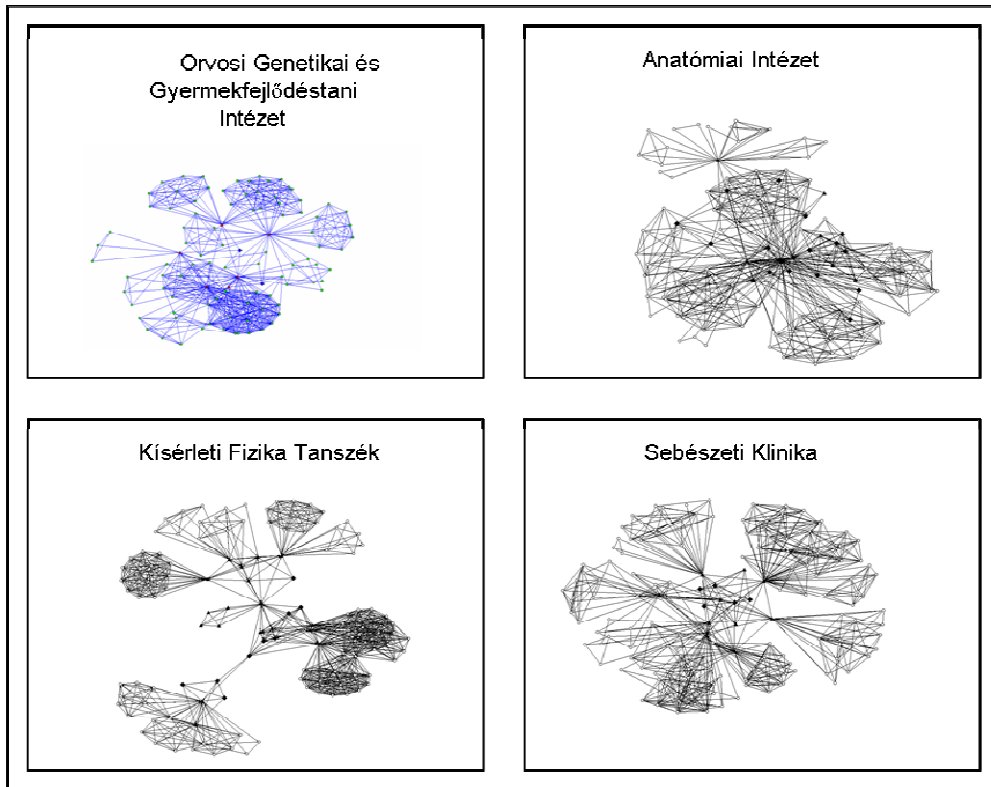 Orvosi Genetikai és
Gyermekfejlődéstani
Intézet
Anatómiai Intézet
Kísérleti Fizika Tanszék
Sebészeti Klinika